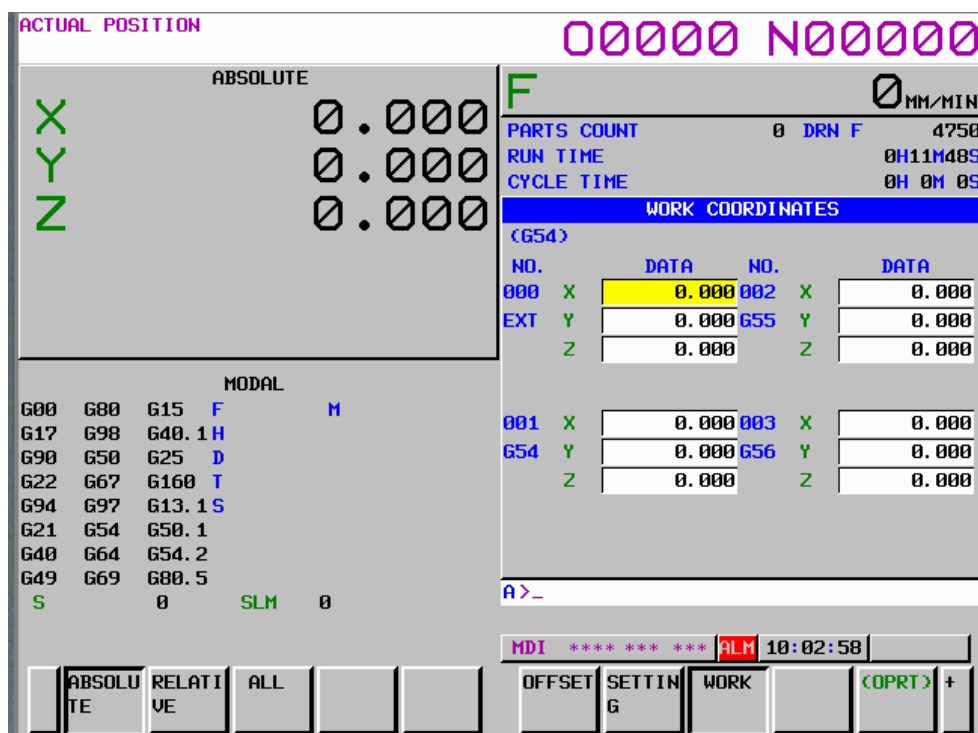 ACTUAL POSITION
O0000 N00000
ABSOLUTE
X 0.000
Y 0.000
Z 0.000
F 0 MM/MIN
PARTS COUNT 0 DRN F 4750
RUN TIME 0H11M48S
CYCLE TIME 0H 0M 0S
WORK COORDINATES
(G54)
NO. DATA NO. DATA
000 X 0.000 002 X 0.000
EXT Y 0.000 G55 Y 0.000
Z 0.000 Z 0.000
001 X 0.000 003 X 0.000
G54 Y 0.000 G56 Y 0.000
Z 0.000 Z 0.000
MODAL
G00 G80 G15 F M
G17 G98 G40.1 H
G90 G50 G25 D
G22 G67 G160 T
G94 G97 G13.1 S
G21 G54 G50.1
G40 G64 G54.2
G49 G69 G80.5
S 0 SLM 0
A>_
MDI **** *** *** ALM 10:02:58
ABSOLU RELATI ALL OFFSET SETTIN WORK (OPRT) +
TE VE G